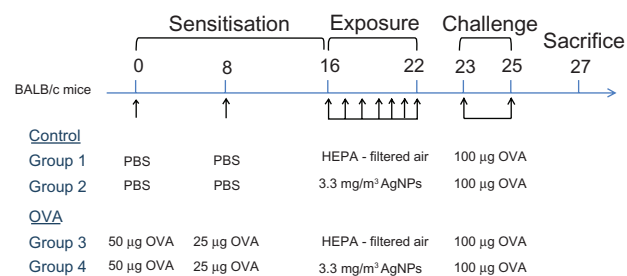 Sensitisation Exposure Challenge
Sacrifice
0 8 16 22 23 25 27
BALB/c mice
Control
Group 1 PBS PBS HEPA - filtered air 100 µg OVA
Group 2 PBS PBS 3.3 mg/m³ AgNPs 100 µg OVA
OVA
Group 3 50 µg OVA 25 µg OVA HEPA - filtered air 100 µg OVA
Group 4 50 µg OVA 25 µg OVA 3.3 mg/m³ AgNPs 100 µg OVA